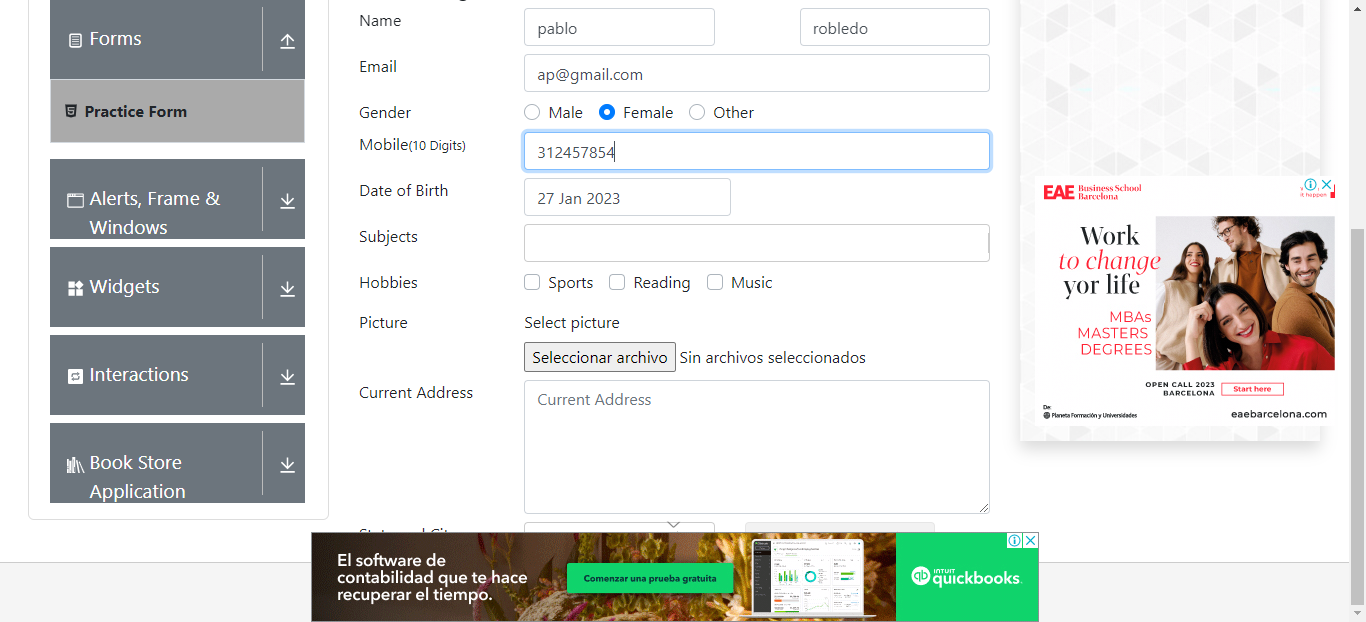 Forms
Practice Form
Alerts, Frame &
Windows
Widgets
Interactions
Book Store
Application
Name
pablo
robledo
Email
ap@gmail.com
Gender
Male
Female
Other
Mobile(10 Digits)
312457854
Date of Birth
27 Jan 2023
Subjects
Hobbies
Sports
Reading
Music
Picture
Select picture
Seleccionar archivo Sin archivos seleccionados
Current Address
Current Address
EAE Business School
Barcelona
it happen
Work
to change
yor life
MBAs
MASTERS
DEGREES
OPEN CALL 2023
BARCELONA
Start here
De:
Planeta Formación y Universidades
eaebarcelona.com
El software de
contabilidad que te hace
recuperar el tiempo.
Comenzar una prueba gratuita
INTUIT
quickbooks.